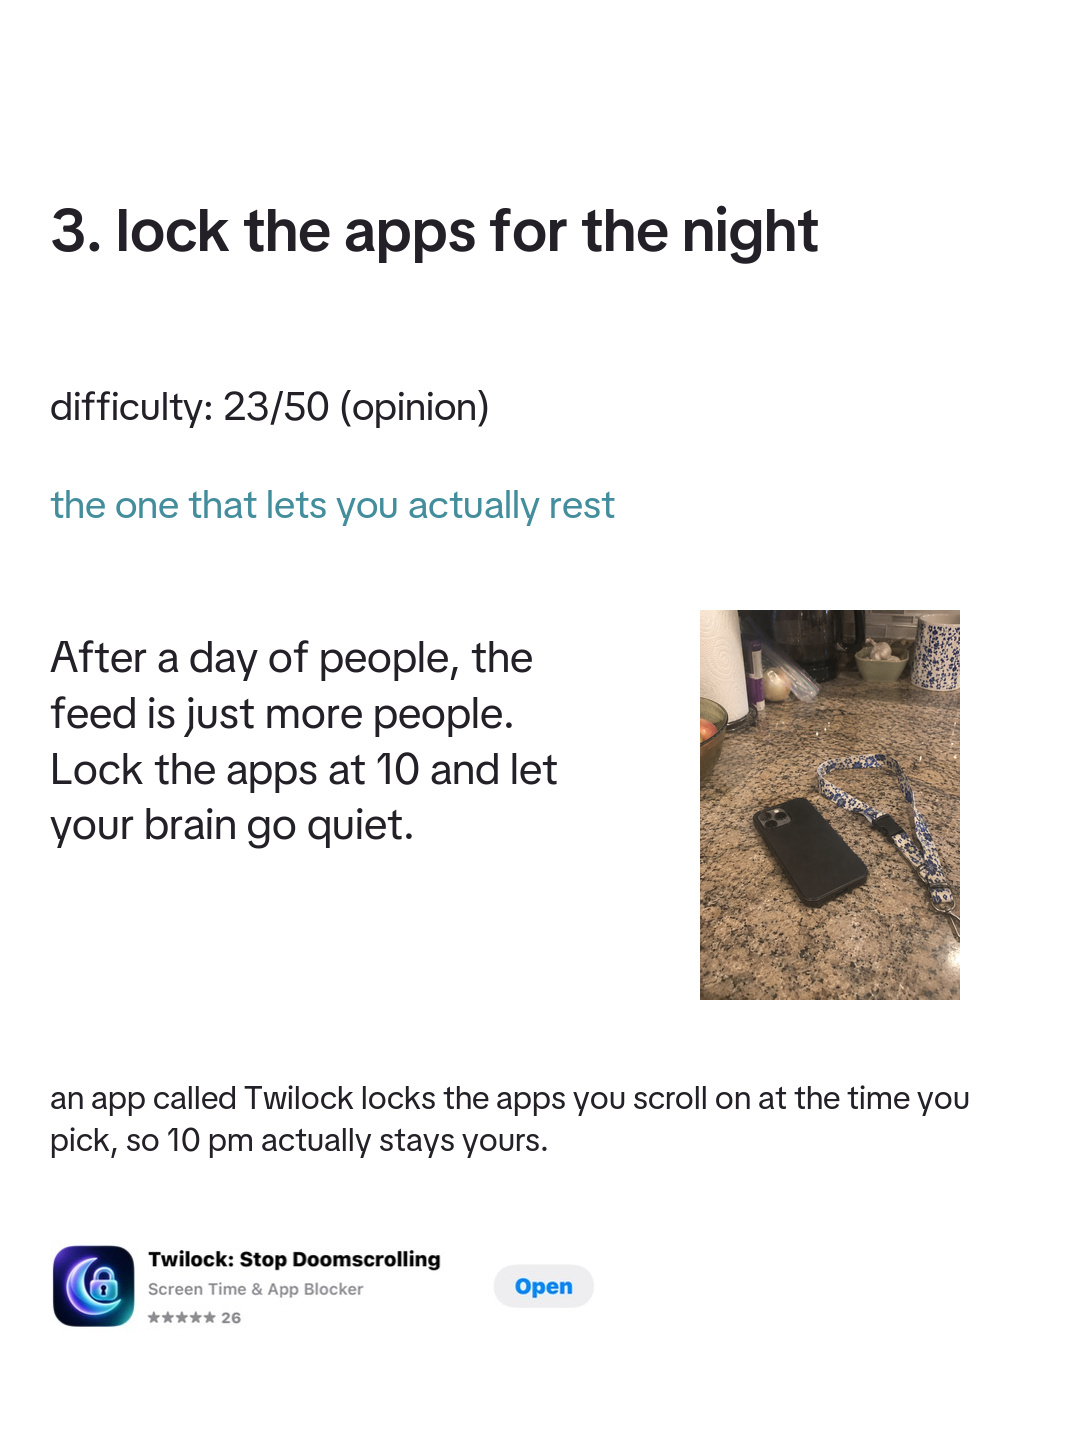 3. lock the apps for the night
difficulty: 23/50 (opinion)
the one that lets you actually rest
After a day of people, the
feed is just more people.
Lock the apps at 10 and let
your brain go quiet.
an app called Twilock locks the apps you scroll on at the time you
pick, so 10 pm actually stays yours.
Twilock: Stop Doomscrolling
Screen Time & App Blocker
★★★★★ 26
Open